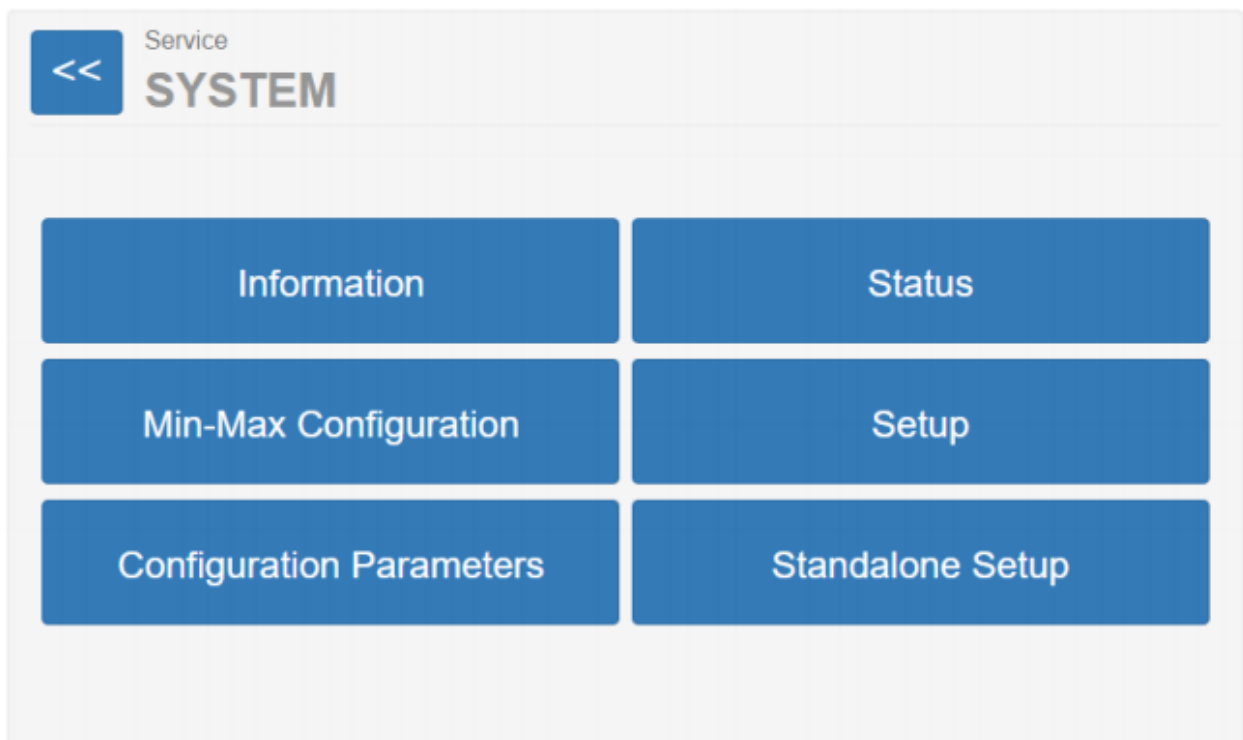 <<
Service
SYSTEM
Information
Status
Min-Max Configuration
Setup
Configuration Parameters
Standalone Setup